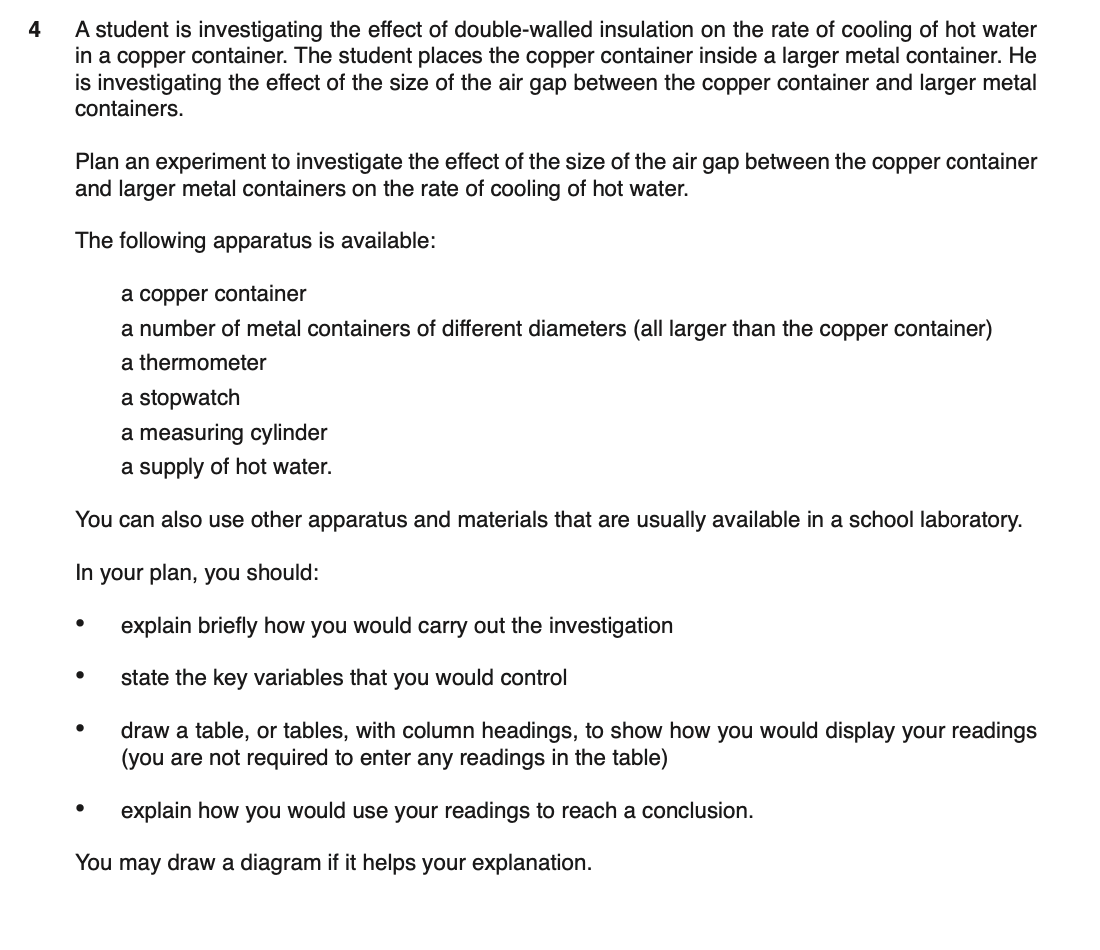 4 A student is investigating the effect of double-walled insulation on the rate of cooling of hot water
in a copper container. The student places the copper container inside a larger metal container. He
is investigating the effect of the size of the air gap between the copper container and larger metal
containers.
Plan an experiment to investigate the effect of the size of the air gap between the copper container
and larger metal containers on the rate of cooling of hot water.
The following apparatus is available:
a copper container
a number of metal containers of different diameters (all larger than the copper container)
a thermometer
a stopwatch
a measuring cylinder
a supply of hot water.
You can also use other apparatus and materials that are usually available in a school laboratory.
In your plan, you should:
• explain briefly how you would carry out the investigation
• state the key variables that you would control
• draw a table, or tables, with column headings, to show how you would display your readings
(you are not required to enter any readings in the table)
• explain how you would use your readings to reach a conclusion.
You may draw a diagram if it helps your explanation.